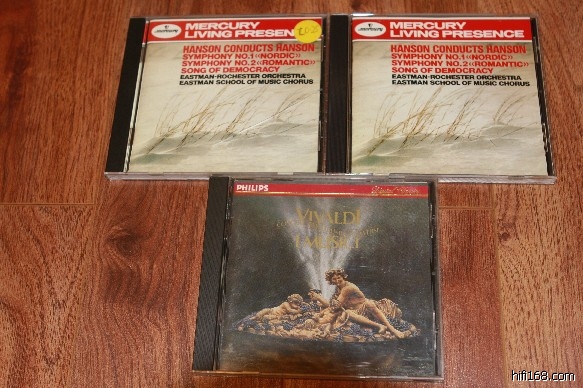 MERCURY
LIVING PRESENCE
HANSON CONDUCTS HANSON
SYMPHONY NO.1 «NORDIC»
SYMPHONY NO.2 «ROMANTIC»
SONG OF DEMOCRACY
EASTMAN-ROCHESTER ORCHESTRA
EASTMAN SCHOOL OF MUSIC CHORUS
MERCURY
LIVING PRESENCE
HANSON CONDUCTS HANSON
SYMPHONY NO.1 «NORDIC»
SYMPHONY NO.2 «ROMANTIC»
SONG OF DEMOCRACY
EASTMAN-ROCHESTER ORCHESTRA
EASTMAN SCHOOL OF MUSIC CHORUS
PHILIPS
VIVALDI
I MUSICI
hifi168.com